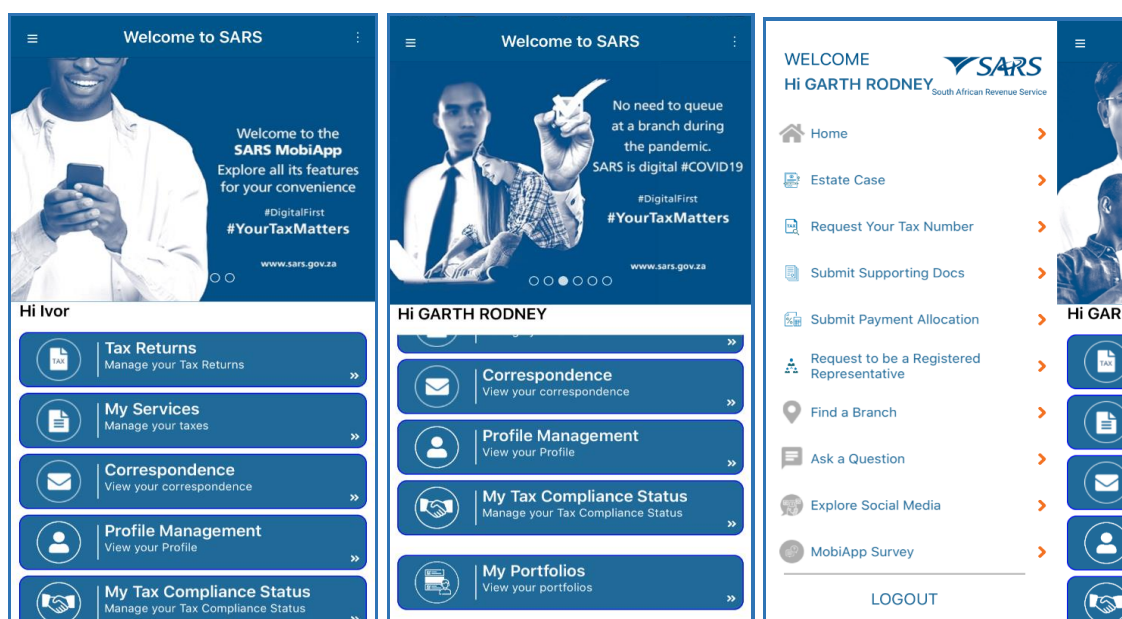 Welcome to SARS
Welcome to the
SARS MobiApp
Explore all its features
for your convenience
#DigitalFirst
#YourTaxMatters
www.sars.gov.za
Hi Ivor
TAX
Tax Returns
Manage your Tax Returns
My Services
Manage your taxes
Correspondence
View your correspondence
Profile Management
View your Profile
My Tax Compliance Status
Manage your Tax Compliance Status
Welcome to SARS
No need to queue
at a branch during
the pandemic.
SARS is digital #COVID19
#DigitalFirst
#YourTaxMatters
www.sars.gov.za
Hi GARTH RODNEY
Correspondence
View your correspondence
Profile Management
View your Profile
My Tax Compliance Status
Manage your Tax Compliance Status
My Portfolios
View your portfolios
WELCOME
Hi GARTH RODNEY
SARS
South African Revenue Service
Home
Estate Case
Request Your Tax Number
Submit Supporting Docs
Submit Payment Allocation
Request to be a Registered
Representative
Find a Branch
Ask a Question
Explore Social Media
MobiApp Survey
LOGOUT
Hi GAR
TAX